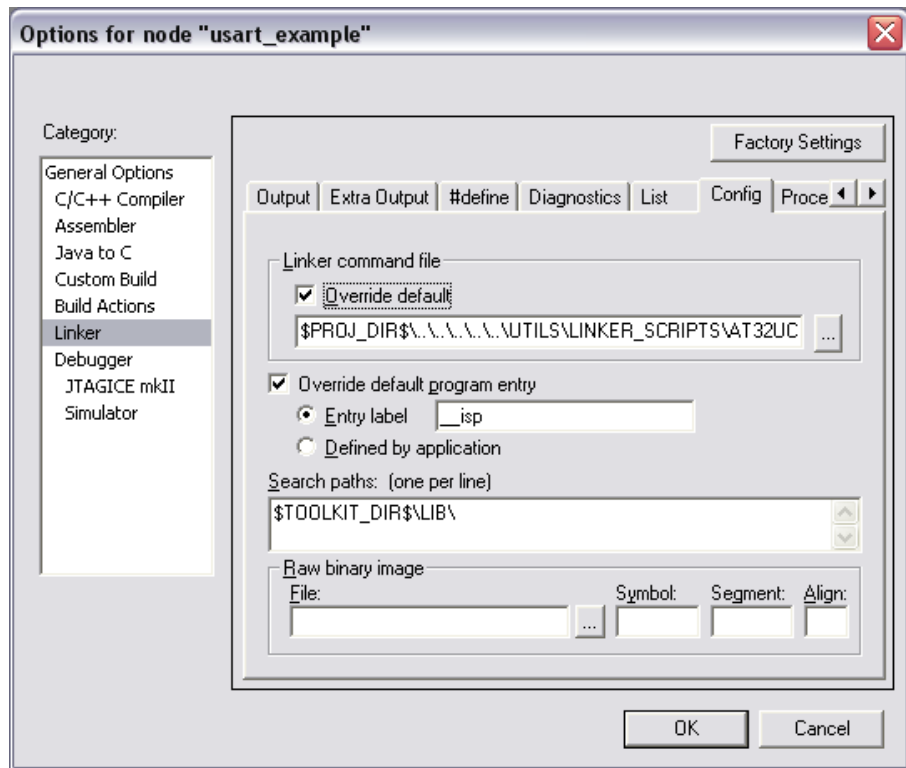 Options for node "usart_example"
Category:
General Options
C/C++ Compiler
Assembler
Java to C
Custom Build
Build Actions
Linker
Debugger
JTAGICE mkII
Simulator
Factory Settings
Output Extra Output #define Diagnostics List Config Proce
Linker command file
Override default
$PROJ_DIR$\..\..\..\..\..\UTILS\LINKER_SCRIPTS\AT32UC
...
Override default program entry
Entry label __isp
Defined by application
Search paths: (one per line)
$TOOLKIT_DIR$\LIB\
Raw binary image
File: Symbol: Segment: Align:
...
OK Cancel